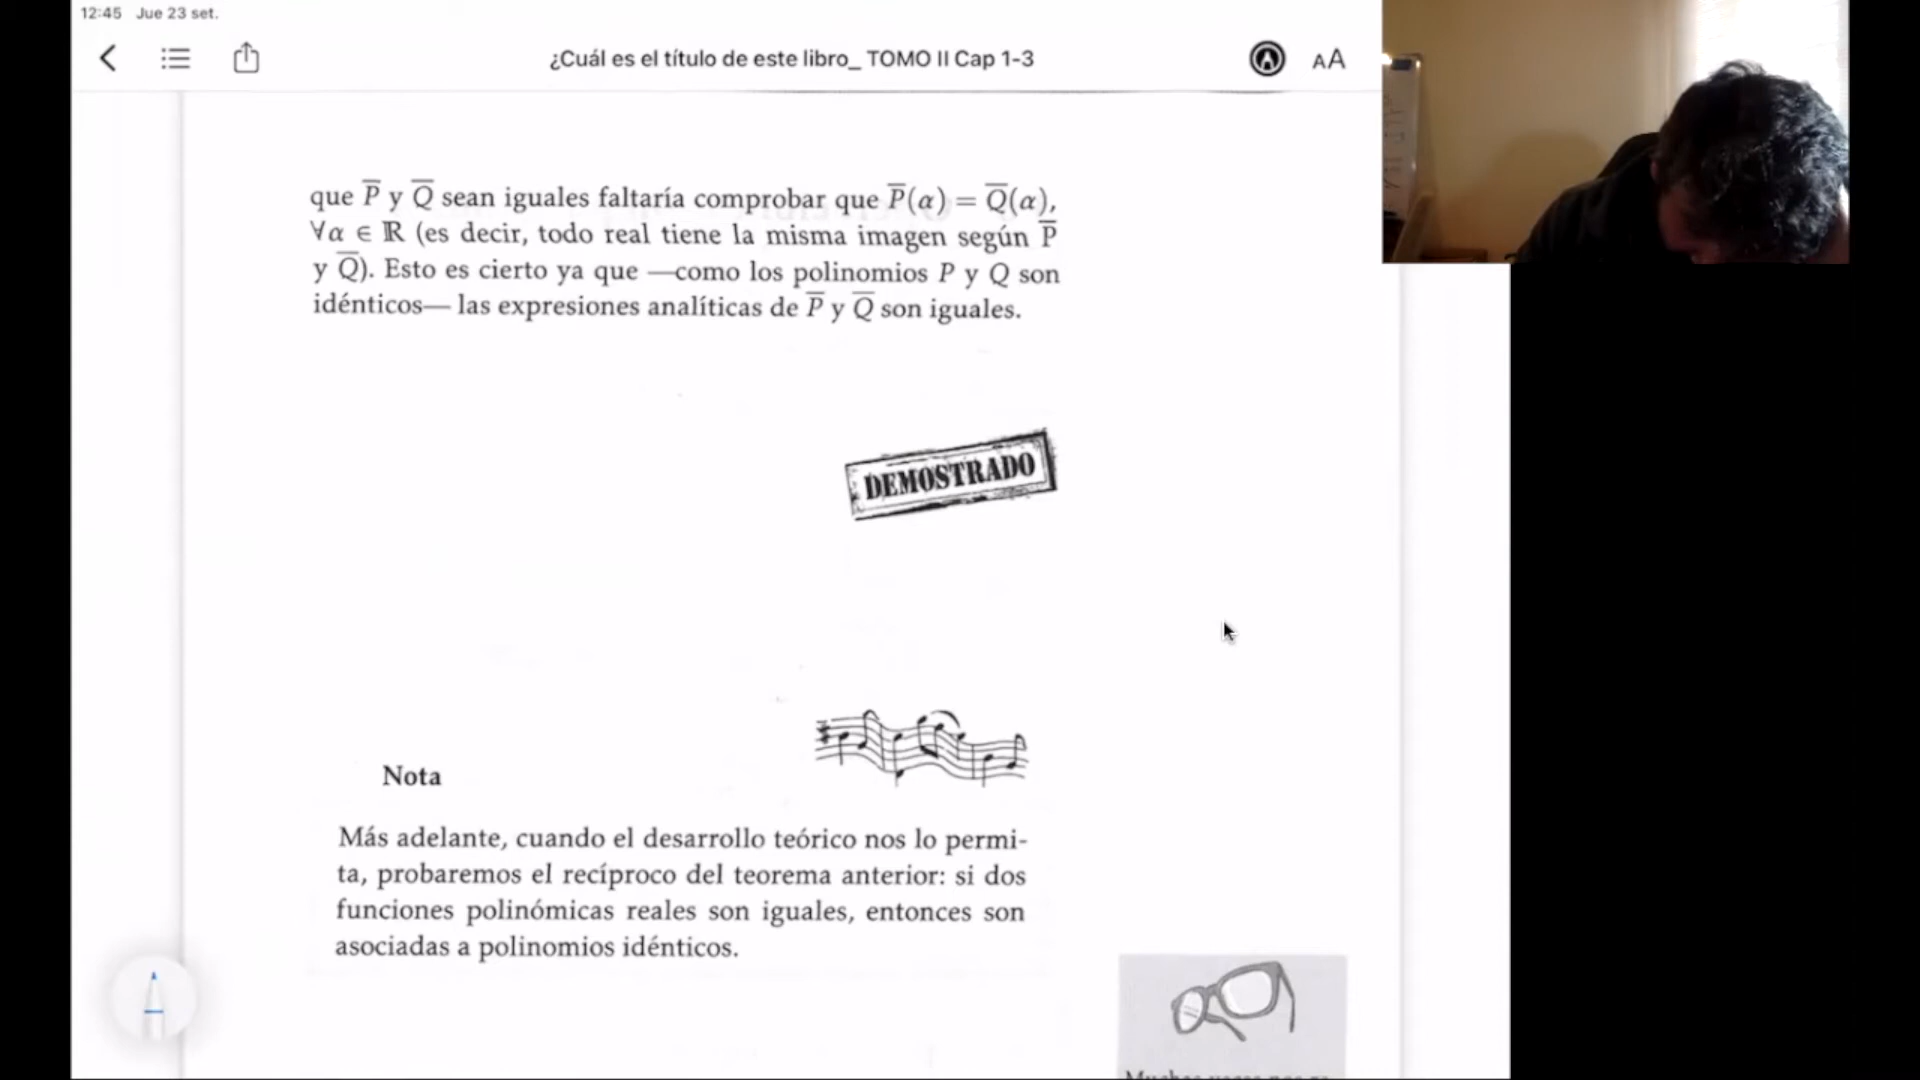 12:45 Jue 23 set.
¿Cuál es el título de este libro_ TOMO II Cap 1-3
AA
que P̅ y Q̅ sean iguales faltaría comprobar que P̅(α) = Q̅(α),
∀α ∈ ℝ (es decir, todo real tiene la misma imagen según P̅
y Q̅). Esto es cierto ya que —como los polinomios P y Q son
idénticos— las expresiones analíticas de P̅ y Q̅ son iguales.
DEMOSTRADO
Nota
Más adelante, cuando el desarrollo teórico nos lo permi-
ta, probaremos el recíproco del teorema anterior: si dos
funciones polinómicas reales son iguales, entonces son
asociadas a polinomios idénticos.